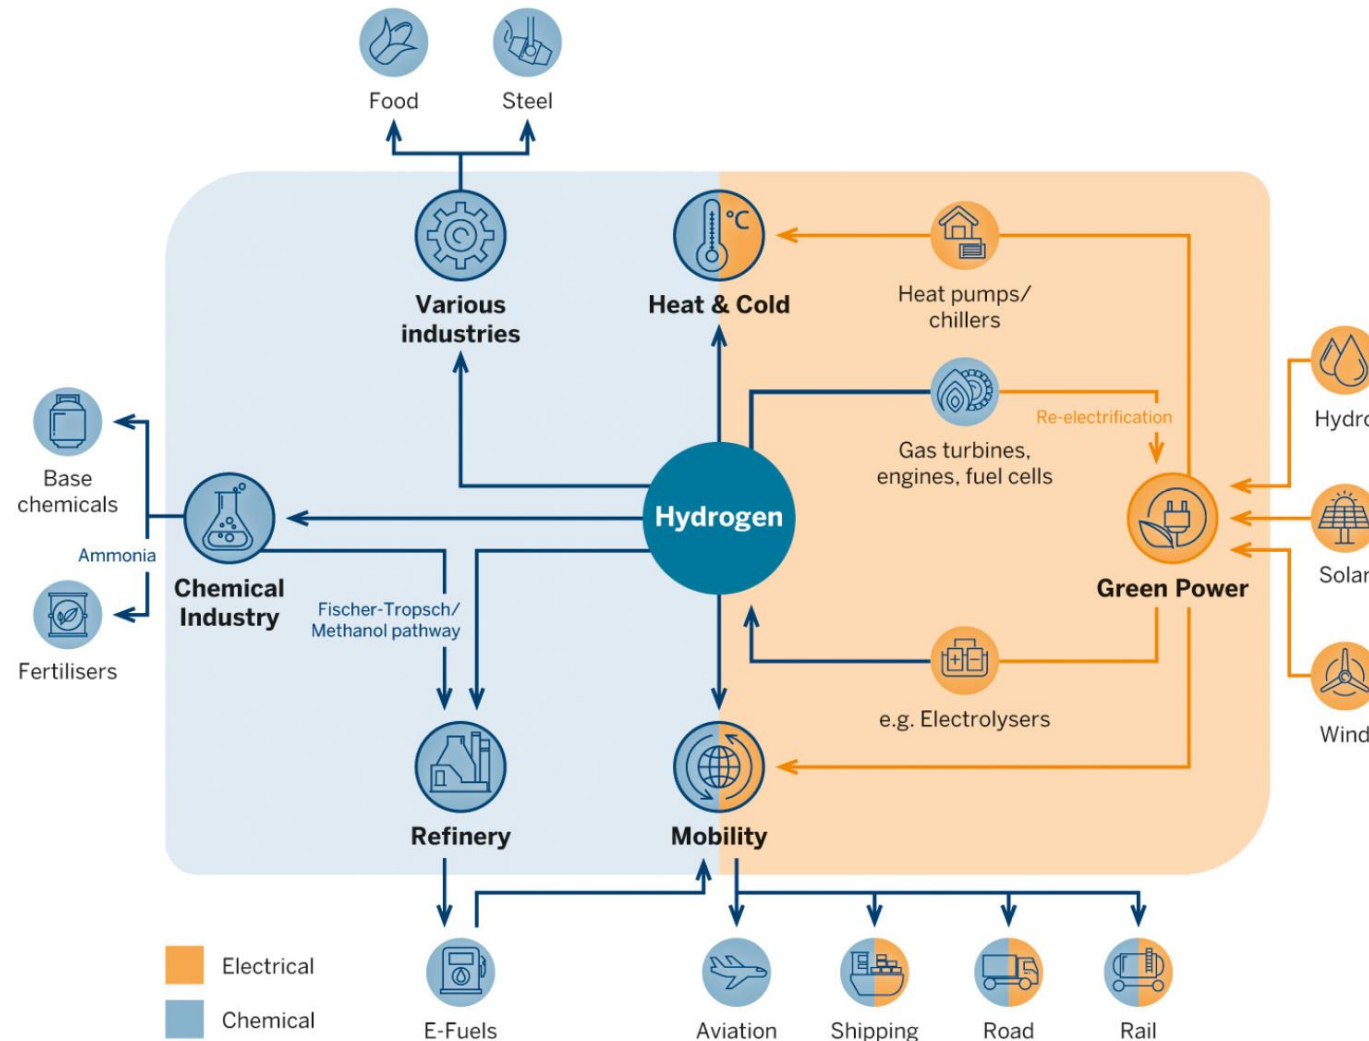 Food
Steel
°C
Various
industries
Heat & Cold
Heat pumps/
chillers
Hydro
Re-electrification
Gas turbines,
engines, fuel cells
Base
chemicals
Hydrogen
Ammonia
Chemical
Industry
Fischer-Tropsch/
Methanol pathway
Green Power
Solar
Fertilisers
e.g. Electrolysers
Wind
Refinery
Mobility
Electrical
Chemical
E-Fuels
Aviation
Shipping
Road
Rail